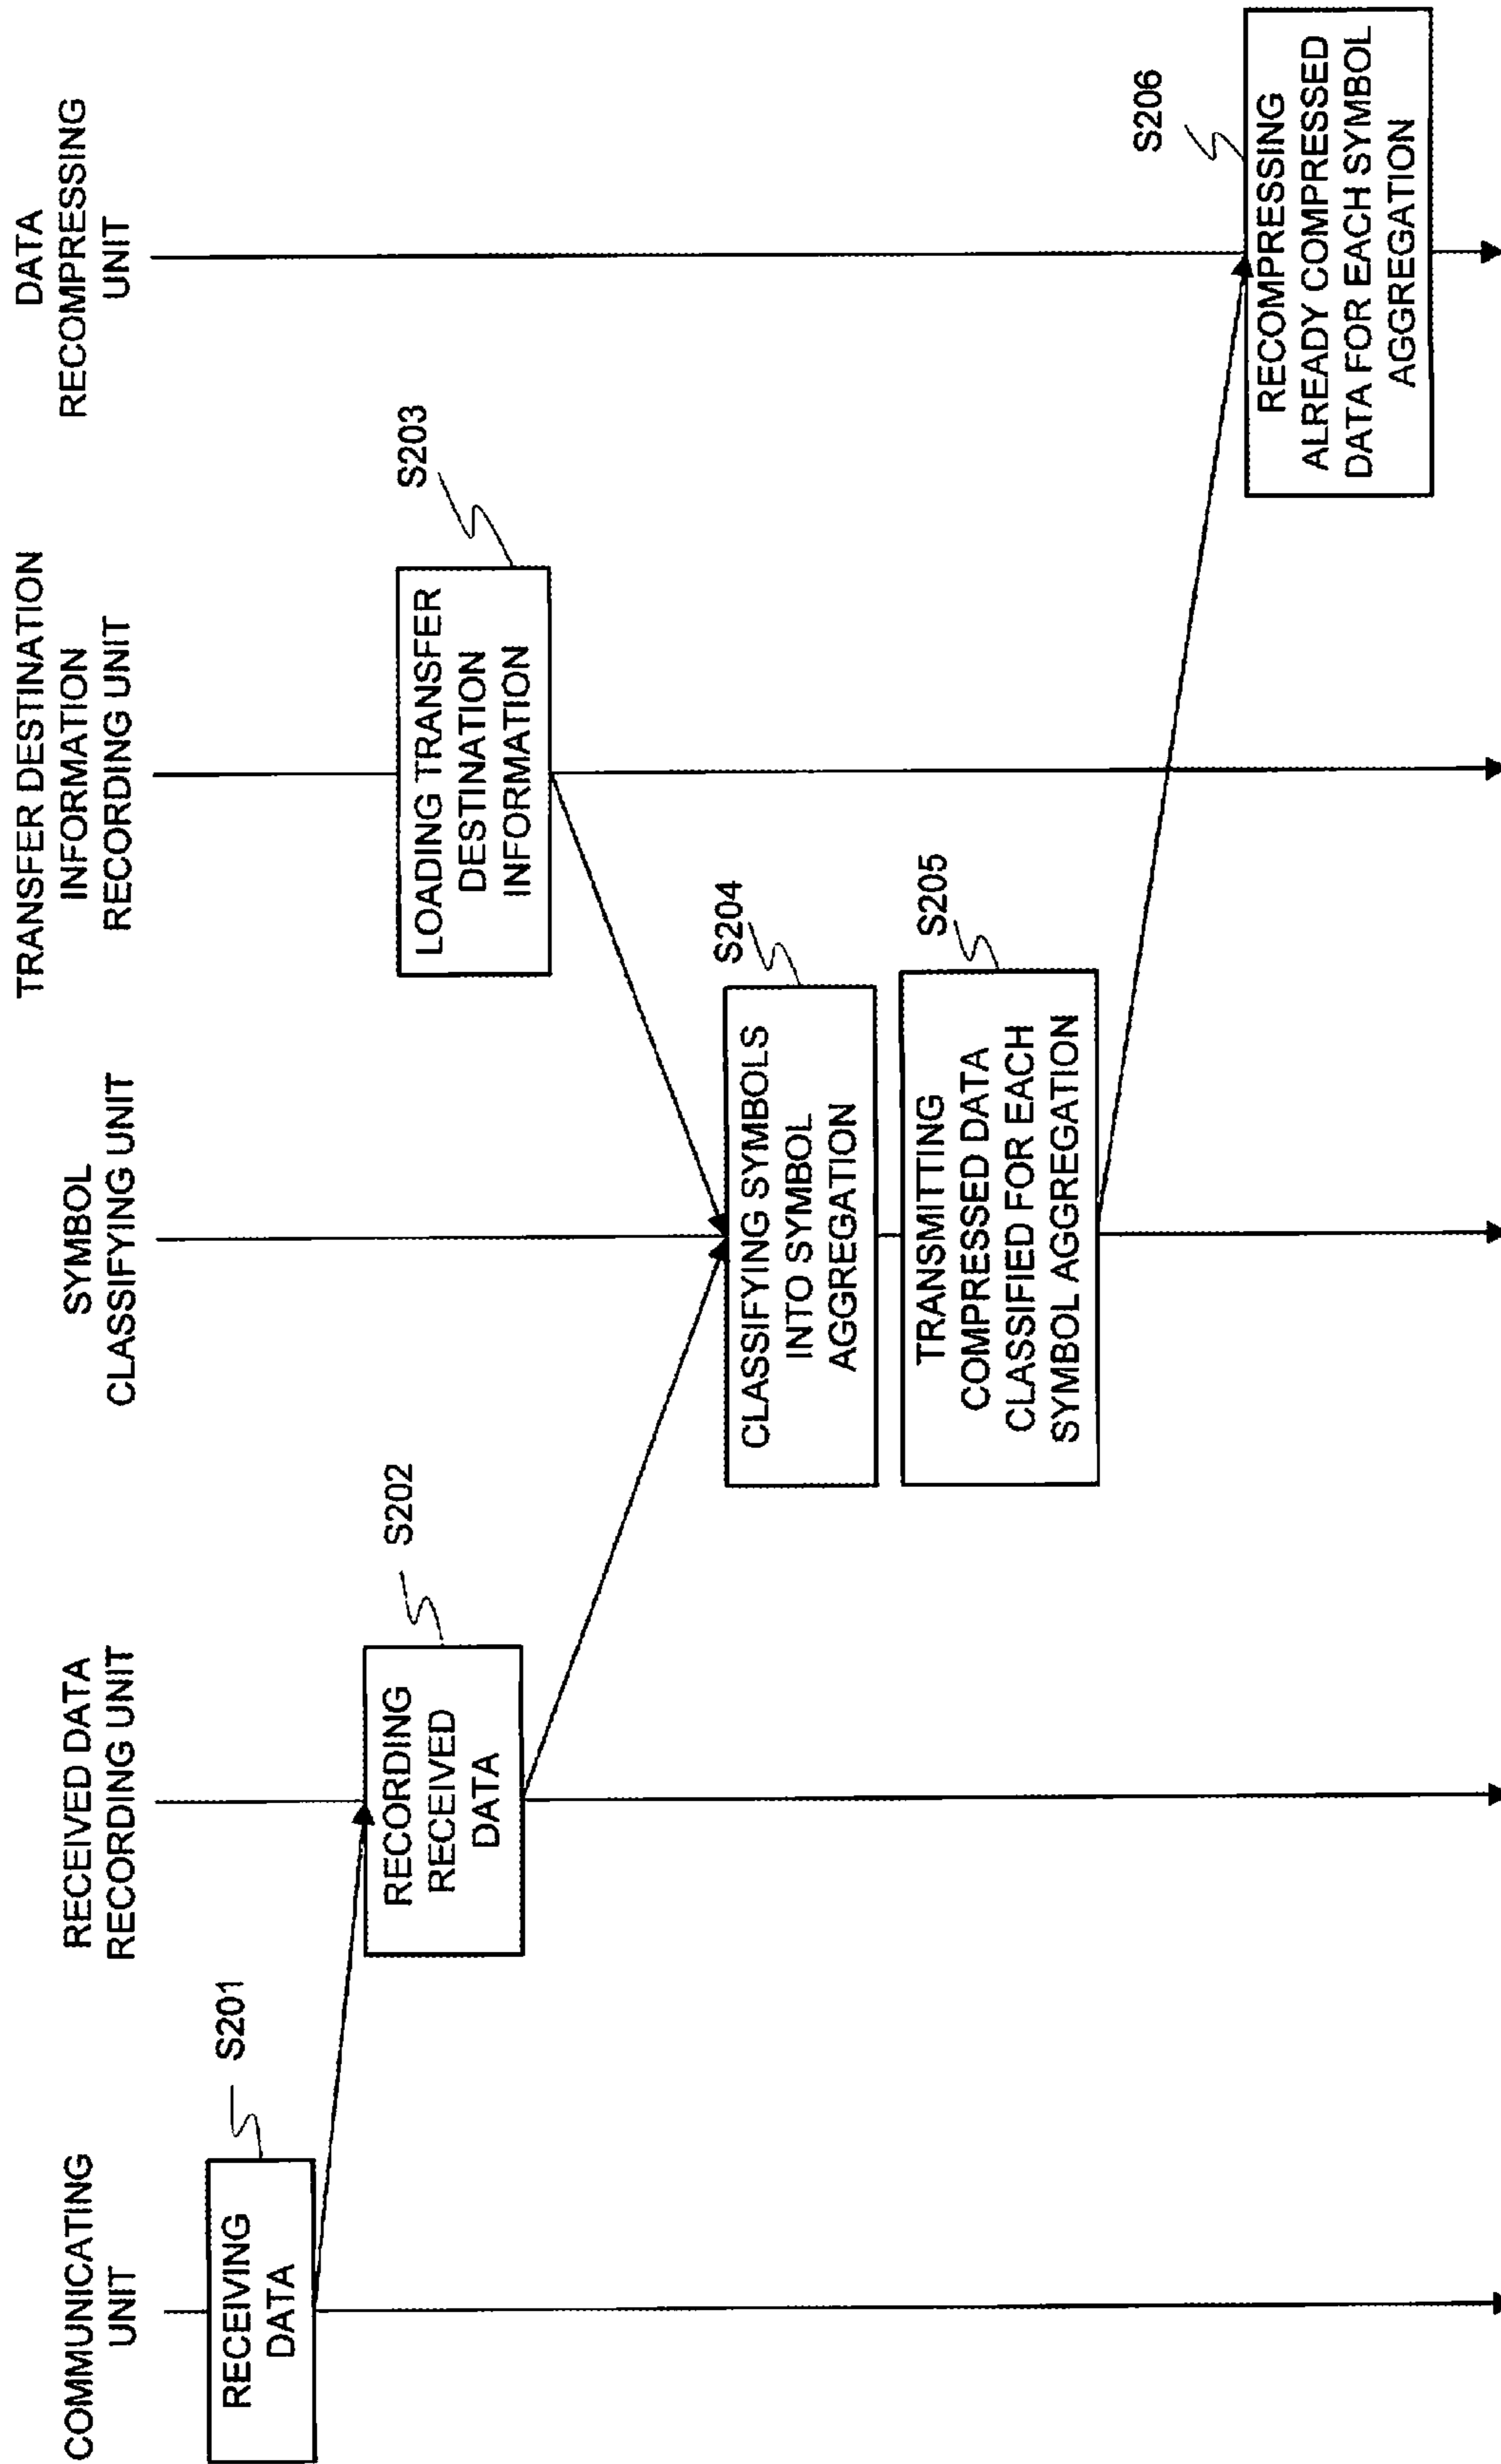 COMMUNICATING
UNIT
RECEIVED DATA
RECORDING UNIT
SYMBOL
CLASSIFYING UNIT
TRANSFER DESTINATION
INFORMATION
RECORDING UNIT
DATA
RECOMPRESSING
UNIT
S201
RECEIVING
DATA
S202
RECORDING
RECEIVED
DATA
S203
LOADING TRANSFER
DESTINATION
INFORMATION
S204
CLASSIFYING SYMBOLS
INTO SYMBOL
AGGREGATION
S205
TRANSMITTING
COMPRESSED DATA
CLASSIFIED FOR EACH
SYMBOL AGGREGATION
S206
RECOMPRESSING
ALREADY COMPRESSED
DATA FOR EACH SYMBOL
AGGREGATION